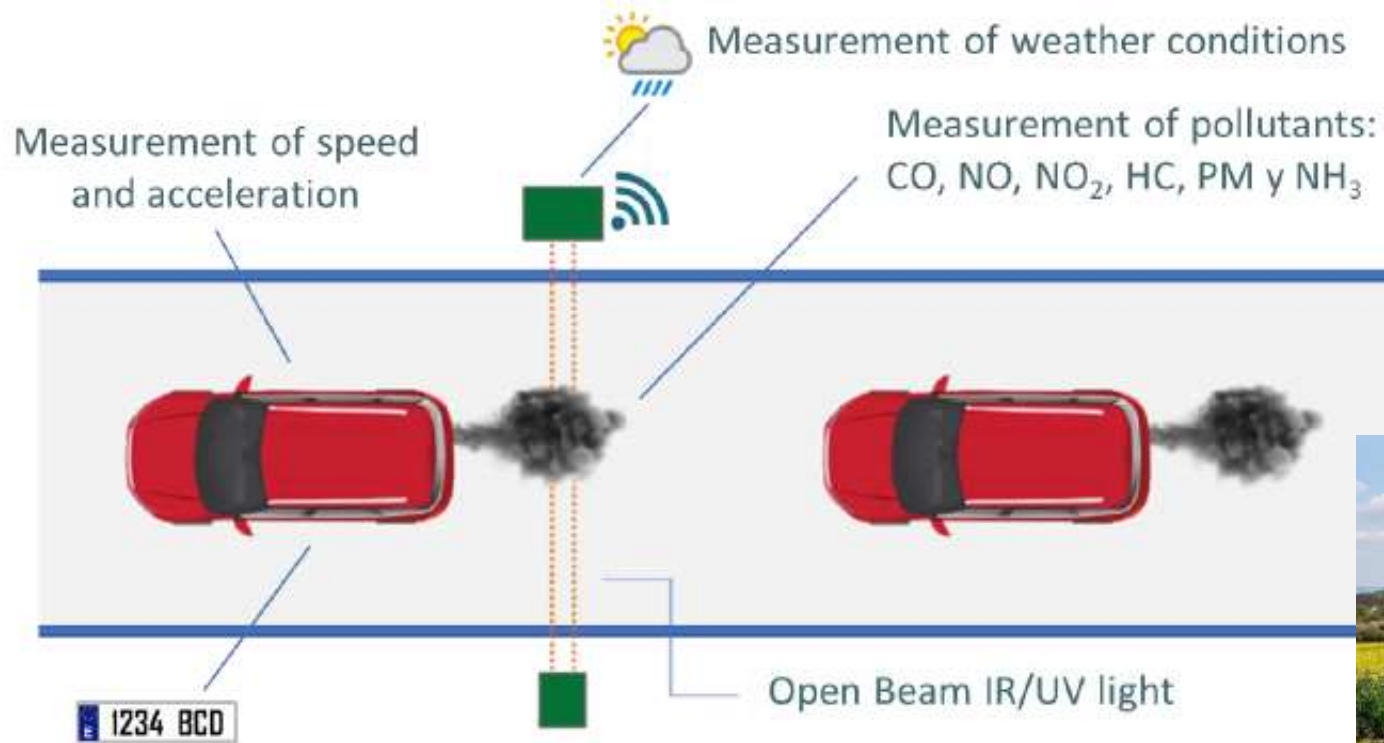 Measurement of weather conditions
Measurement of speed
and acceleration
Measurement of pollutants:
CO, NO, NO₂, HC, PM y NH₃
Open Beam IR/UV light
1234 BCD